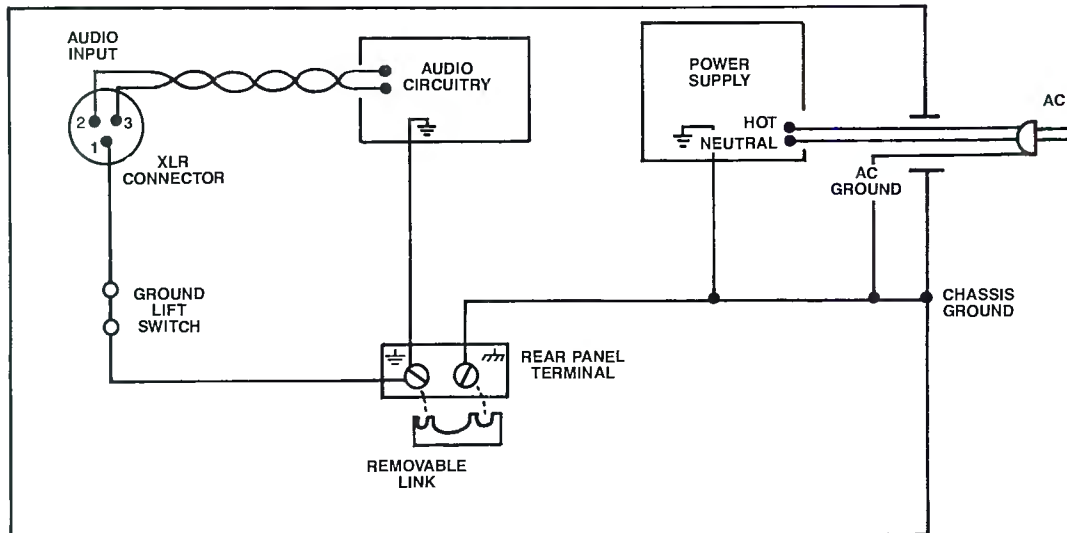 AUDIO
INPUT
2
3
1
XLR
CONNECTOR
AUDIO
CIRCUITRY
POWER
SUPPLY
HOT
NEUTRAL
AC
AC
GROUND
GROUND
LIFT
SWITCH
CHASSIS
GROUND
REAR PANEL
TERMINAL
REMOVABLE
LINK